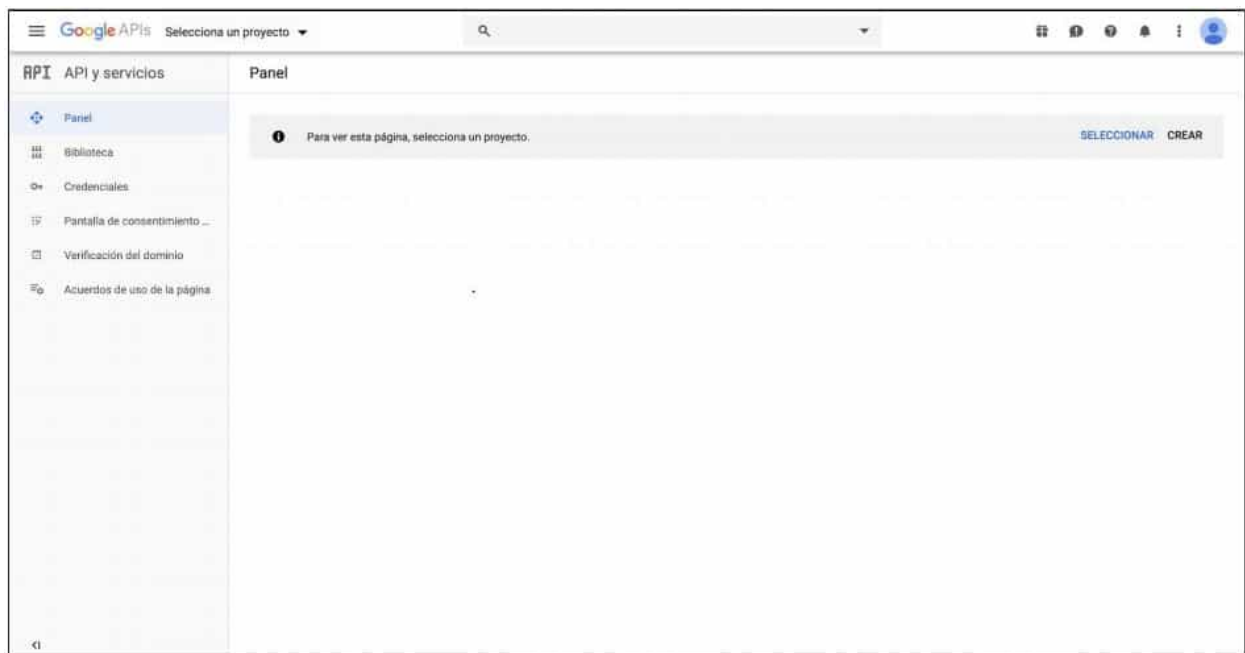 Google APIs Selecciona un proyecto
API API y servicios
Panel
Panel
Biblioteca
Credenciales
Pantalla de consentimiento ...
Verificación del dominio
Acuerdos de uso de la página
Para ver esta página, selecciona un proyecto. SELECCIONAR CREAR